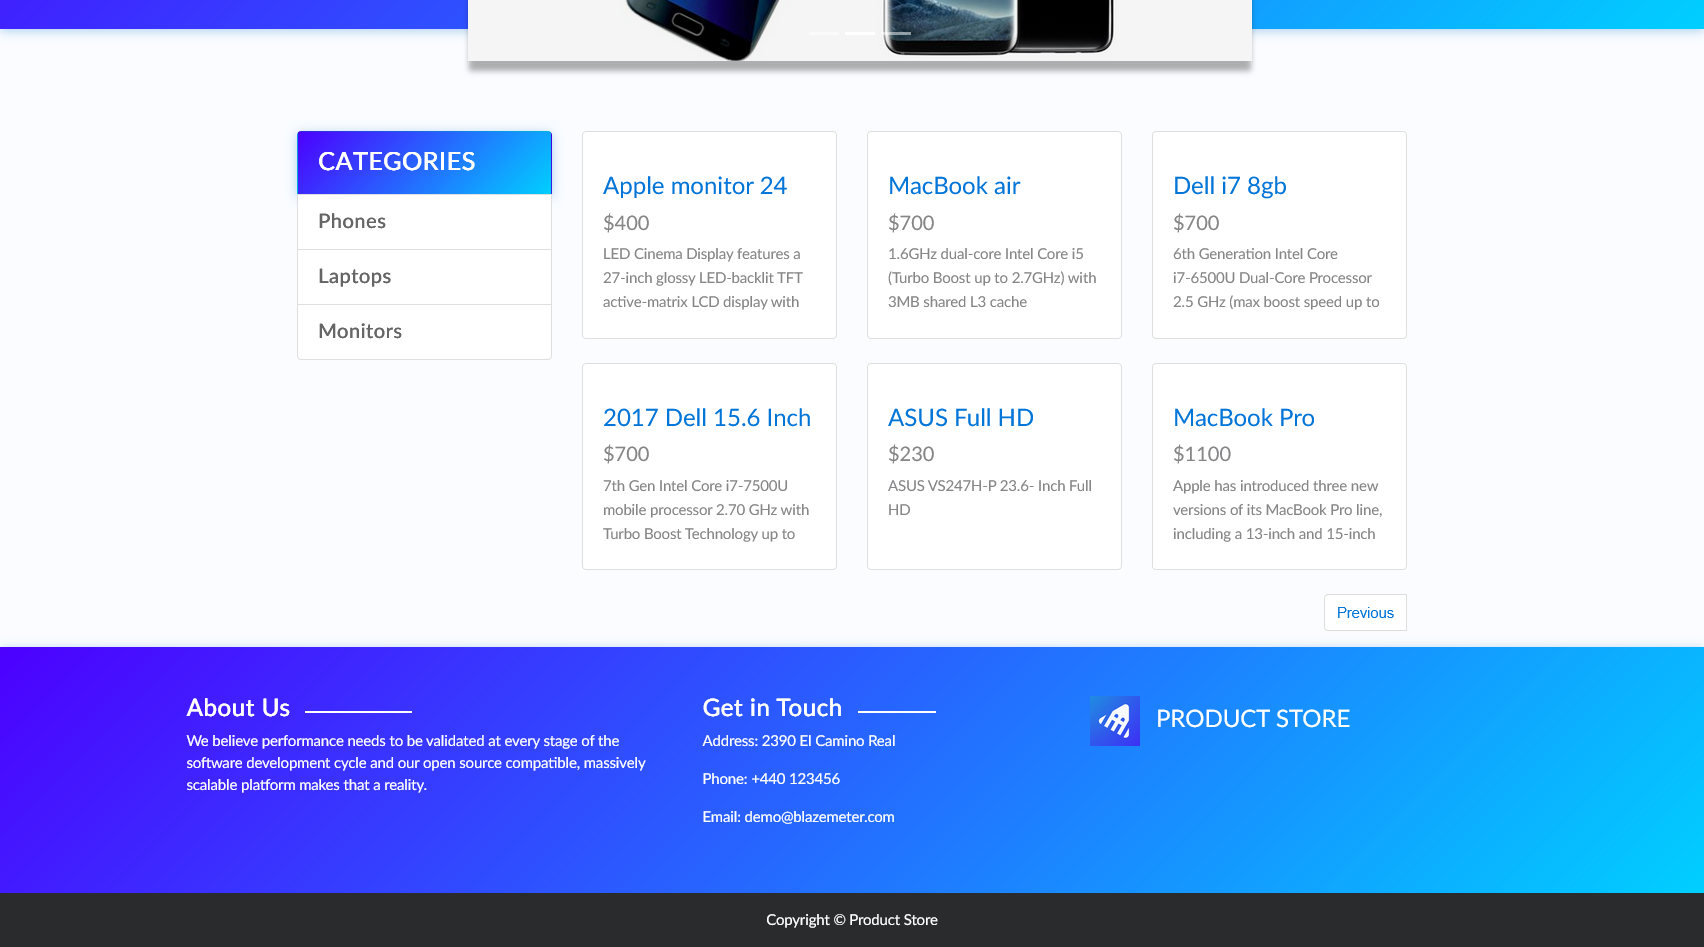 CATEGORIES
Phones
Laptops
Monitors
Apple monitor 24
$400
LED Cinema Display features a
27-inch glossy LED-backlit TFT
active-matrix LCD display with
MacBook air
$700
1.6GHz dual-core Intel Core i5
(Turbo Boost up to 2.7GHz) with
3MB shared L3 cache
Dell i7 8gb
$700
6th Generation Intel Core
i7-6500U Dual-Core Processor
2.5 GHz (max boost speed up to
2017 Dell 15.6 Inch
$700
7th Gen Intel Core i7-7500U
mobile processor 2.70 GHz with
Turbo Boost Technology up to
ASUS Full HD
$230
ASUS VS247H-P 23.6- Inch Full
HD
MacBook Pro
$1100
Apple has introduced three new
versions of its MacBook Pro line,
including a 13-inch and 15-inch
Previous
About Us
We believe performance needs to be validated at every stage of the
software development cycle and our open source compatible, massively
scalable platform makes that a reality.
Get in Touch
Address: 2390 El Camino Real
Phone: +440 123456
Email: demo@blazemeter.com
PRODUCT STORE
Copyright © Product Store